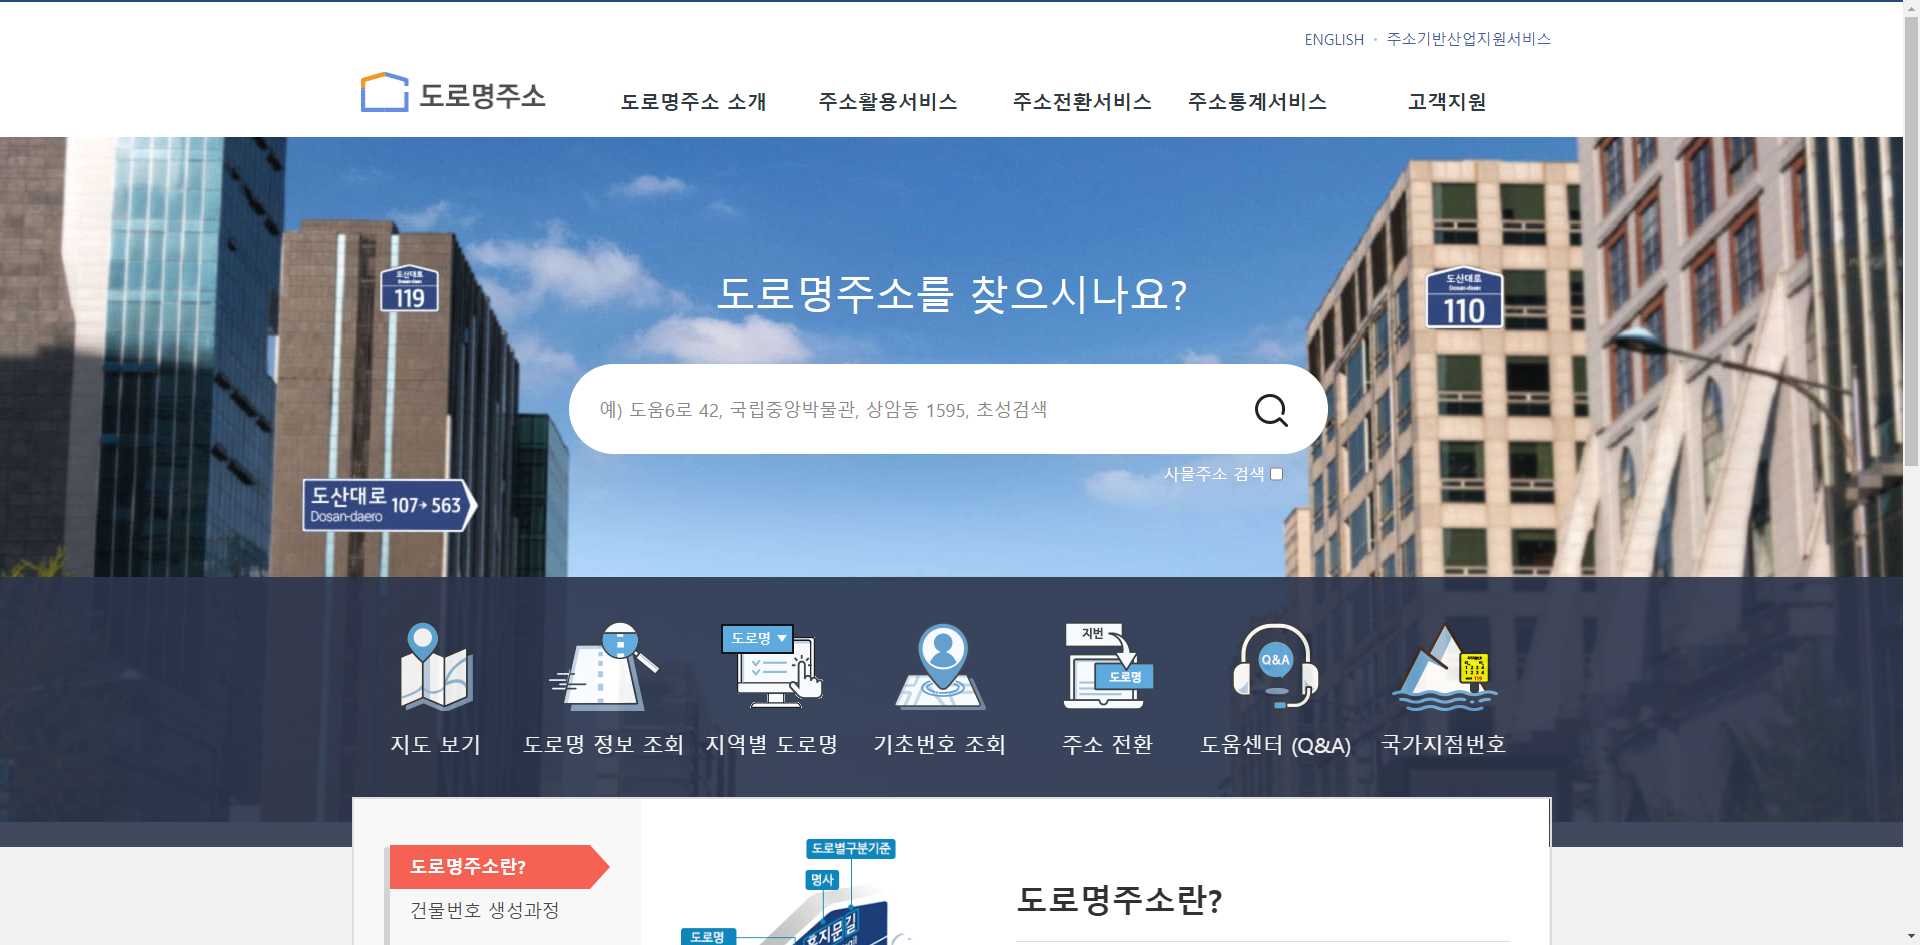 ENGLISH
주소기반산업지원서비스
도로명주소
도로명주소 소개
주소활용서비스
주소전환서비스
주소통계서비스
고객지원
도산대로
Dosan-daero
119
도산대로
Dosan-daero
110
도로명주소를 찾으시나요?
예) 도움6로 42, 국립중앙박물관, 상암동 1595, 초성검색
사물주소 검색
도산대로 107→563
Dosan-daero
도로명
지번
도로명
Q&A
지도 보기
도로명 정보 조회
지역별 도로명
기초번호 조회
주소 전환
도움센터 (Q&A)
국가지점번호
도로명주소란?
건물번호 생성과정
도로별구분기준
명사
도로명
도로명주소란?